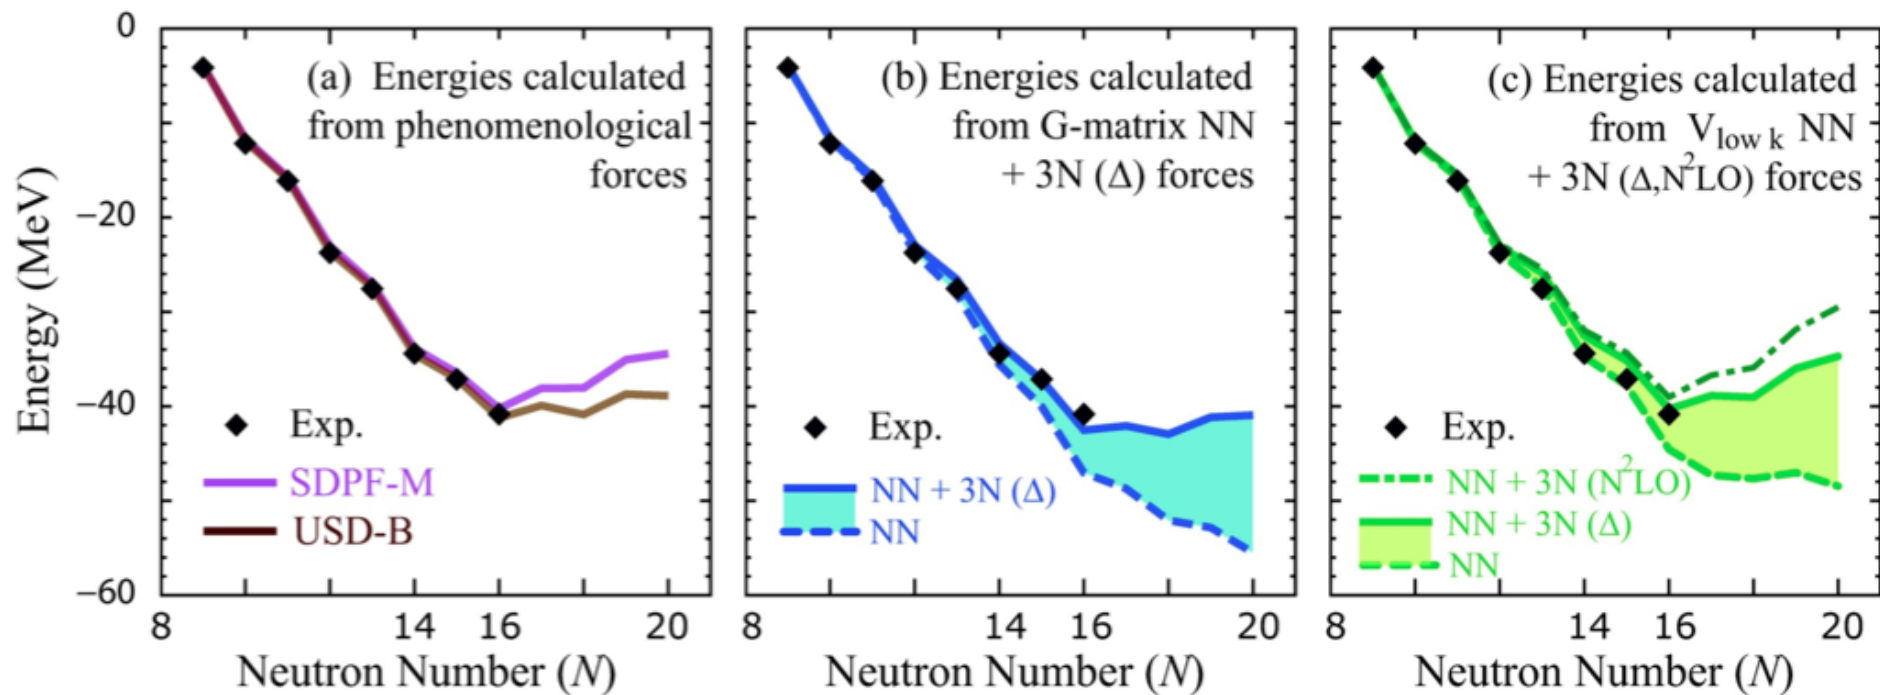 Energy (MeV)
0
−20
−40
−60
(a) Energies calculated
from phenomenological
forces
Exp.
SDPF-M
USD-B
8
14
16
20
Neutron Number (N)
(b) Energies calculated
from G-matrix NN
+ 3N (Δ) forces
Exp.
NN + 3N (Δ)
NN
8
14
16
20
Neutron Number (N)
(c) Energies calculated
from V_low k NN
+ 3N (Δ,N²LO) forces
Exp.
NN + 3N (N²LO)
NN + 3N (Δ)
NN
8
14
16
20
Neutron Number (N)